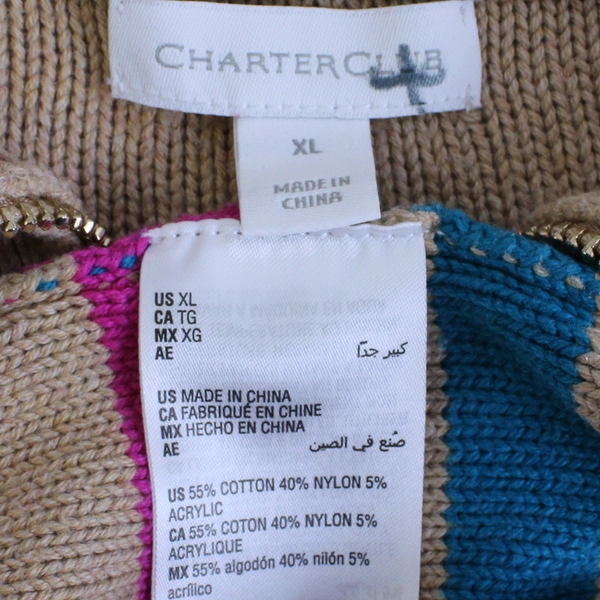 CHARTER CLUB
XL
MADE IN
CHINA
US XL
CA TG
MX XG
AE كبير جدًا
US MADE IN CHINA
CA FABRIQUÉ EN CHINE
MX HECHO EN CHINA
AE صُنع في الصين
US 55% COTTON 40% NYLON 5%
ACRYLIC
CA 55% COTON 40% NYLON 5%
ACRYLIQUE
MX 55% algodón 40% nilón 5%
acrílico